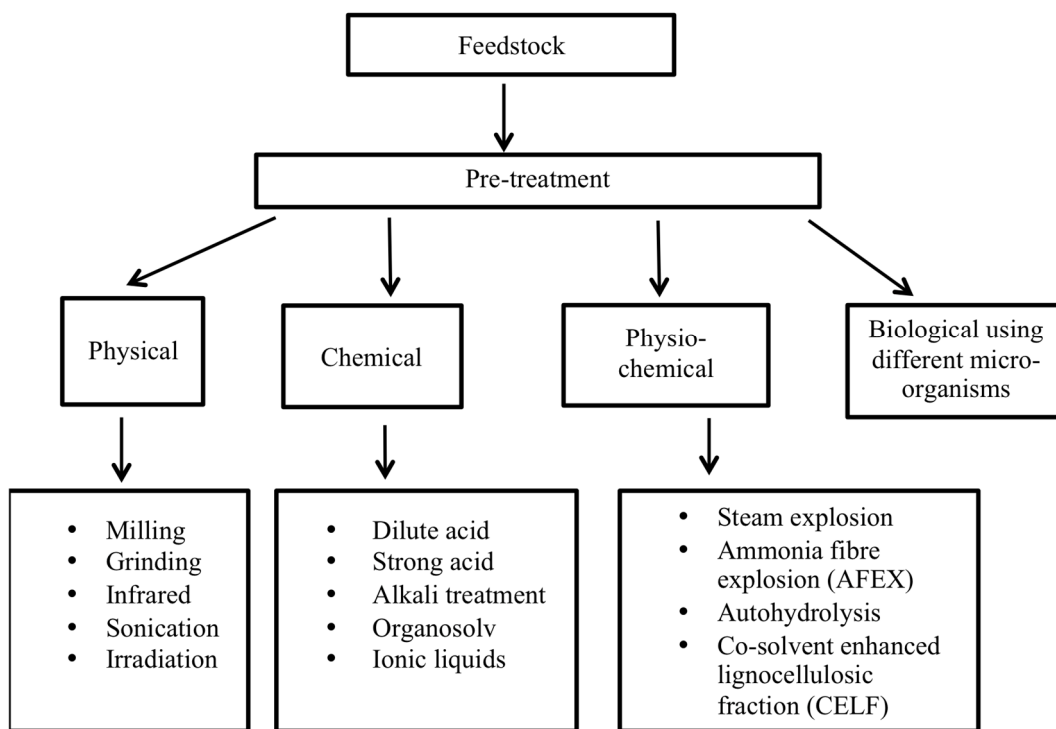 Feedstock
Pre-treatment
Physical
Chemical
Physio-
chemical
Biological using
different micro-
organisms
• Milling
• Grinding
• Infrared
• Sonication
• Irradiation
• Dilute acid
• Strong acid
• Alkali treatment
• Organosolv
• Ionic liquids
• Steam explosion
• Ammonia fibre
explosion (AFEX)
• Autohydrolysis
• Co-solvent enhanced
lignocellulosic
fraction (CELF)